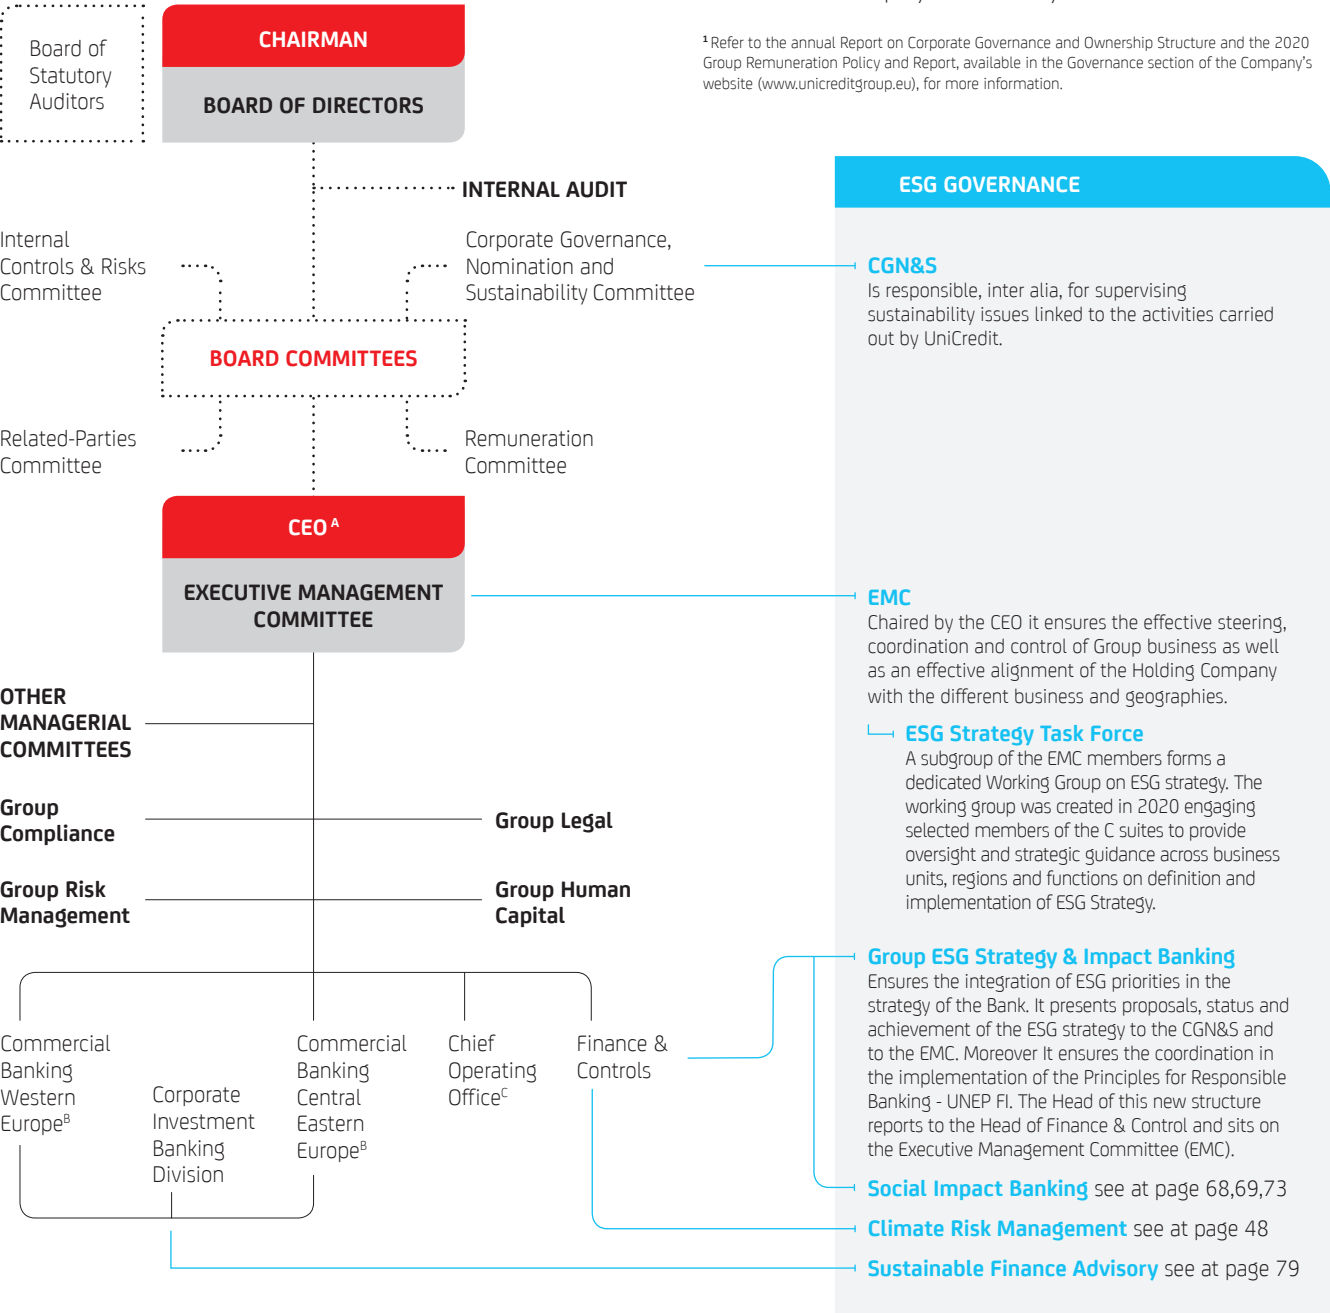 Board of
Statutory
Auditors
CHAIRMAN
BOARD OF DIRECTORS
¹ Refer to the annual Report on Corporate Governance and Ownership Structure and the 2020
Group Remuneration Policy and Report, available in the Governance section of the Company's
website (www.unicreditgroup.eu), for more information.
INTERNAL AUDIT
Internal
Controls & Risks
Committee
Corporate Governance,
Nomination and
Sustainability Committee
BOARD COMMITTEES
Related-Parties
Committee
Remuneration
Committee
CEO ᴬ
EXECUTIVE MANAGEMENT
COMMITTEE
OTHER
MANAGERIAL
COMMITTEES
Group
Compliance
Group Legal
Group Risk
Management
Group Human
Capital
Commercial
Banking
Western
Europeᴮ
Corporate
Investment
Banking
Division
Commercial
Banking
Central
Eastern
Europeᴮ
Chief
Operating
Officeᶜ
Finance &
Controls
ESG GOVERNANCE
CGN&S
Is responsible, inter alia, for supervising
sustainability issues linked to the activities carried
out by UniCredit.
EMC
Chaired by the CEO it ensures the effective steering,
coordination and control of Group business as well
as an effective alignment of the Holding Company
with the different business and geographies.
ESG Strategy Task Force
A subgroup of the EMC members forms a
dedicated Working Group on ESG strategy. The
working group was created in 2020 engaging
selected members of the C suites to provide
oversight and strategic guidance across business
units, regions and functions on definition and
implementation of ESG Strategy.
Group ESG Strategy & Impact Banking
Ensures the integration of ESG priorities in the
strategy of the Bank. It presents proposals, status and
achievement of the ESG strategy to the CGN&S and
to the EMC. Moreover It ensures the coordination in
the implementation of the Principles for Responsible
Banking - UNEP FI. The Head of this new structure
reports to the Head of Finance & Control and sits on
the Executive Management Committee (EMC).
Social Impact Banking see at page 68,69,73
Climate Risk Management see at page 48
Sustainable Finance Advisory see at page 79